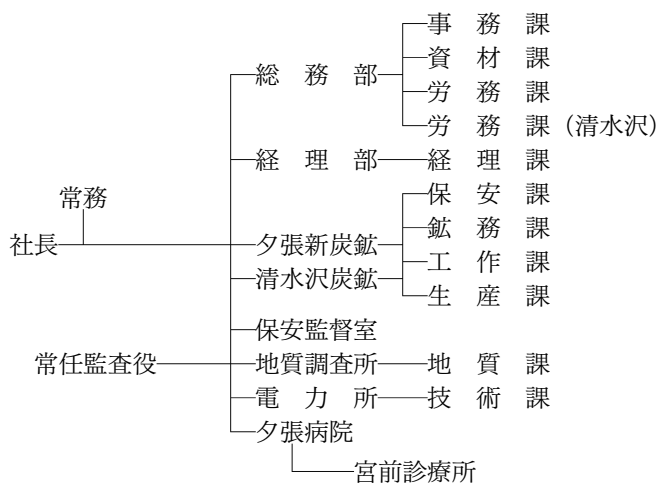 事務課
資材課
総務部
労務課
労務課（清水沢）
経理部
経理課
常務
保安課
鉱務課
社長
夕張新炭鉱
工作課
清水沢炭鉱
生産課
保安監督室
常任監査役
地質調査所
地質課
電力所
技術課
夕張病院
宮前診療所